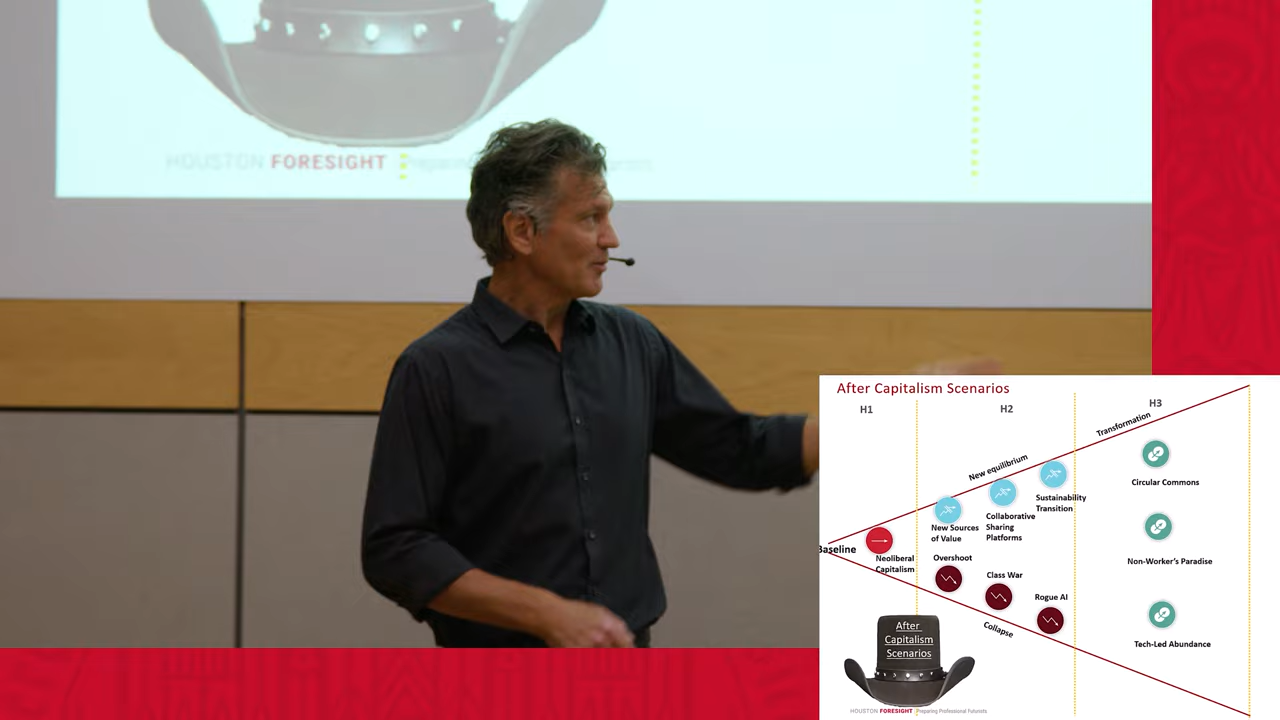 HOUSTON FORESIGHT
After Capitalism Scenarios
H1
H2
H3
Transformation
New equilibrium
Circular Commons
Sustainability
Transition
Collaborative
Sharing
Platforms
New Sources
of Value
Baseline
Neoliberal
Capitalism
Non-Worker's Paradise
Overshoot
Class War
Rogue AI
Collapse
Tech-Led Abundance
After
Capitalism
Scenarios
HOUSTON FORESIGHT Preparing Professional Futurists